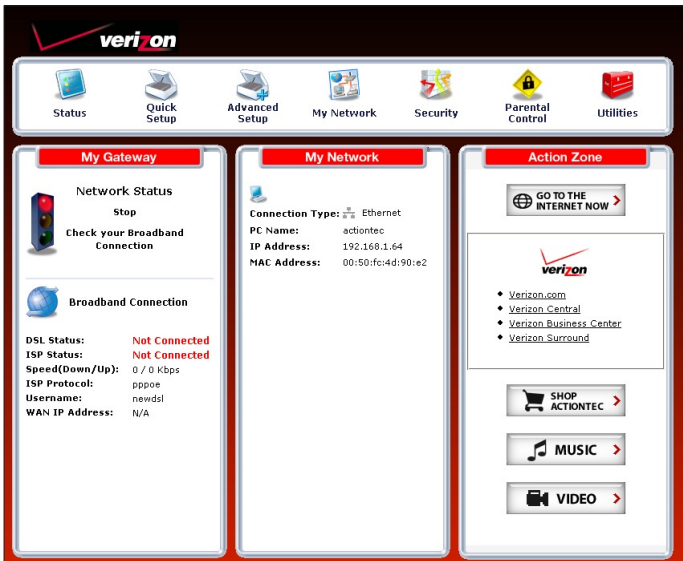 verizon
Status
Quick Setup
Advanced Setup
My Network
Security
Parental Control
Utilities
My Gateway
Network Status
Stop
Check your Broadband
Connection
Broadband Connection
DSL Status: Not Connected
ISP Status: Not Connected
Speed(Down/Up): 0 / 0 Kbps
ISP Protocol: pppoe
Username: newdsl
WAN IP Address: N/A
My Network
Connection Type: Ethernet
PC Name: actiontec
IP Address: 192.168.1.64
MAC Address: 00:50:fc:4d:90:e2
Action Zone
GO TO THE
INTERNET NOW
verizon
Verizon.com
Verizon Central
Verizon Business Center
Verizon Surround
SHOP
ACTIONTEC
MUSIC
VIDEO